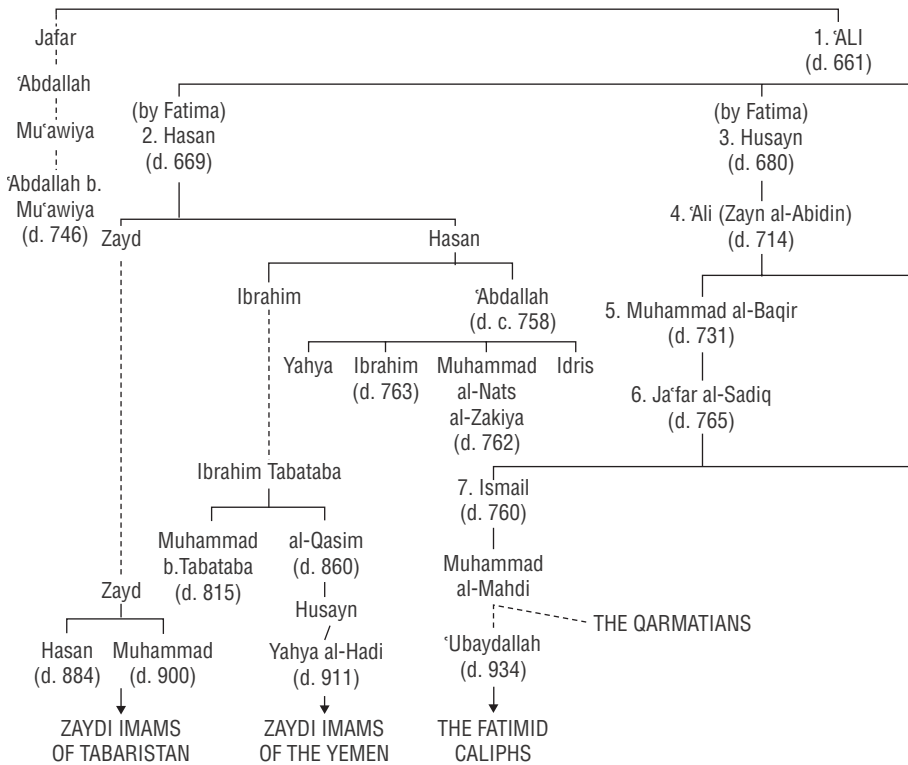 Jafar
1. ʿALI
(d. 661)
ʿAbdallah
Muʿawiya
ʿAbdallah b.
Muʿawiya
(d. 746)
(by Fatima)
2. Hasan
(d. 669)
(by Fatima)
3. Husayn
(d. 680)
4. ʿAli (Zayn al-Abidin)
(d. 714)
Zayd
Hasan
Ibrahim
ʿAbdallah
(d. c. 758)
5. Muhammad al-Baqir
(d. 731)
Yahya
Ibrahim
(d. 763)
Muhammad
al-Nats
al-Zakiya
(d. 762)
Idris
6. Jaʿfar al-Sadiq
(d. 765)
Ibrahim Tabataba
7. Ismail
(d. 760)
Muhammad
b.Tabataba
(d. 815)
al-Qasim
(d. 860)
Muhammad
al-Mahdi
Zayd
Husayn
THE QARMATIANS
Hasan
(d. 884)
Muhammad
(d. 900)
Yahya al-Hadi
(d. 911)
ʿUbaydallah
(d. 934)
ZAYDI IMAMS
OF TABARISTAN
ZAYDI IMAMS
OF THE YEMEN
THE FATIMID
CALIPHS